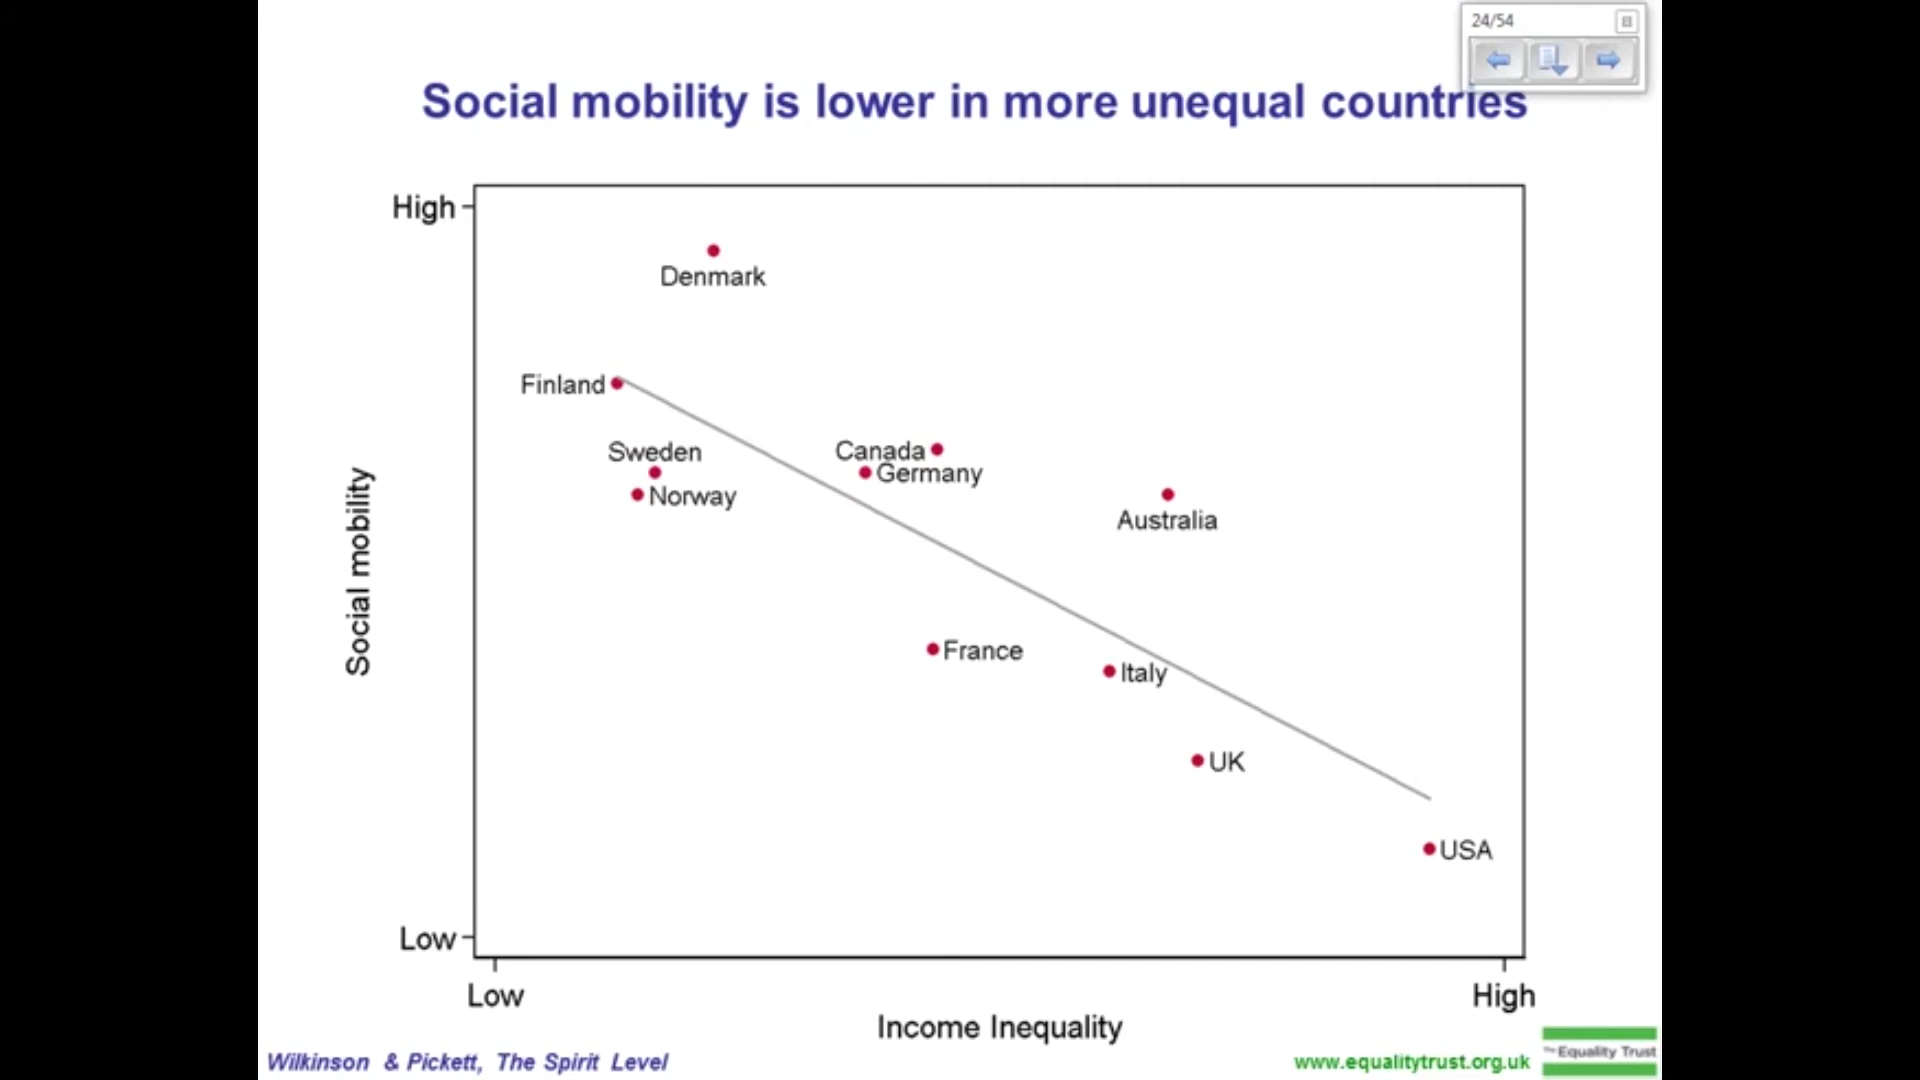 24/54
Social mobility is lower in more unequal countries
High
Denmark
Finland
Sweden
Canada
Germany
Norway
Australia
Social mobility
France
Italy
UK
USA
Low
Low
High
Income Inequality
Wilkinson & Pickett, The Spirit Level
www.equalitytrust.org.uk
The Equality Trust